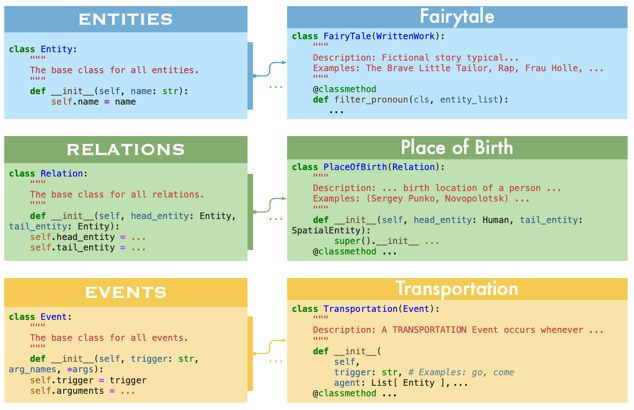 ENTITIES
class Entity:
"""
The base class for all entities.
"""
def __init__(self, name: str):
self.name = name
...
Fairytale
class FairyTale(WrittenWork):
"""
Description: Fictional story typical...
Examples: The Brave Little Tailor, Rap, Frau Holle, ...
"""
@classmethod
def filter_pronoun(cls, entity_list):
...
RELATIONS
class Relation:
"""
The base class for all relations.
"""
def __init__(self, head_entity: Entity,
tail_entity: Entity):
self.head_entity = ...
self.tail_entity = ...
...
Place of Birth
class PlaceOfBirth(Relation):
"""
Description: ... birth location of a person ...
Examples: (Sergey Punko, Novopolotsk) ...
"""
def __init__(self, head_entity: Human, tail_entity:
SpatialEntity):
super().__init__ ...
@classmethod ...
EVENTS
class Event:
"""
The base class for all events.
"""
def __init__(self, trigger: str,
arg_names, *args):
self.trigger = trigger
self.arguments = ...
...
Transportation
class Transportation(Event):
"""
Description: A TRANSPORTATION Event occurs whenever ...
"""
def __init__(
self,
trigger: str, # Examples: go, come
agent: List[ Entity ],...
@classmethod ...